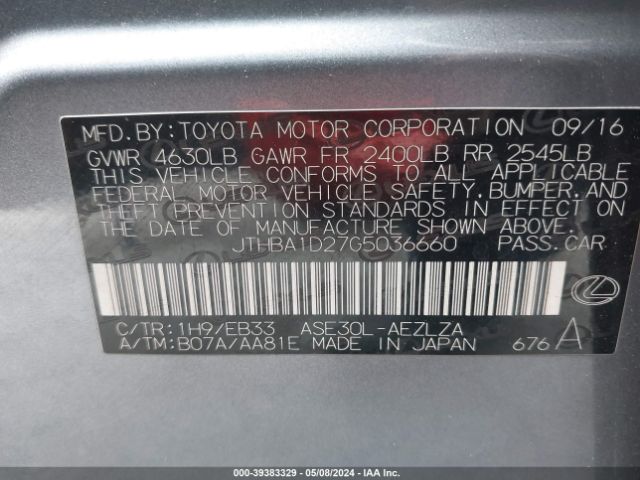 MFD.BY: TOYOTA MOTOR CORPORATION 09/16
GVWR 4630LB GAWR FR 2400LB RR 2545LB
THIS VEHICLE CONFORMS TO ALL APPLICABLE
FEDERAL MOTOR VEHICLE SAFETY, BUMPER, AND
THEFT PREVENTION STANDARDS IN EFFECT ON
THE DATE OF MANUFACTURE SHOWN ABOVE.
JTHBA1D27G5036660 PASS.CAR
C/TR:1H9/EB33 ASE30L-AEZLZA
A/TM:B07A/AA81E MADE IN JAPAN 676 A
000-39383329 - 05/08/2024 - IAA Inc.